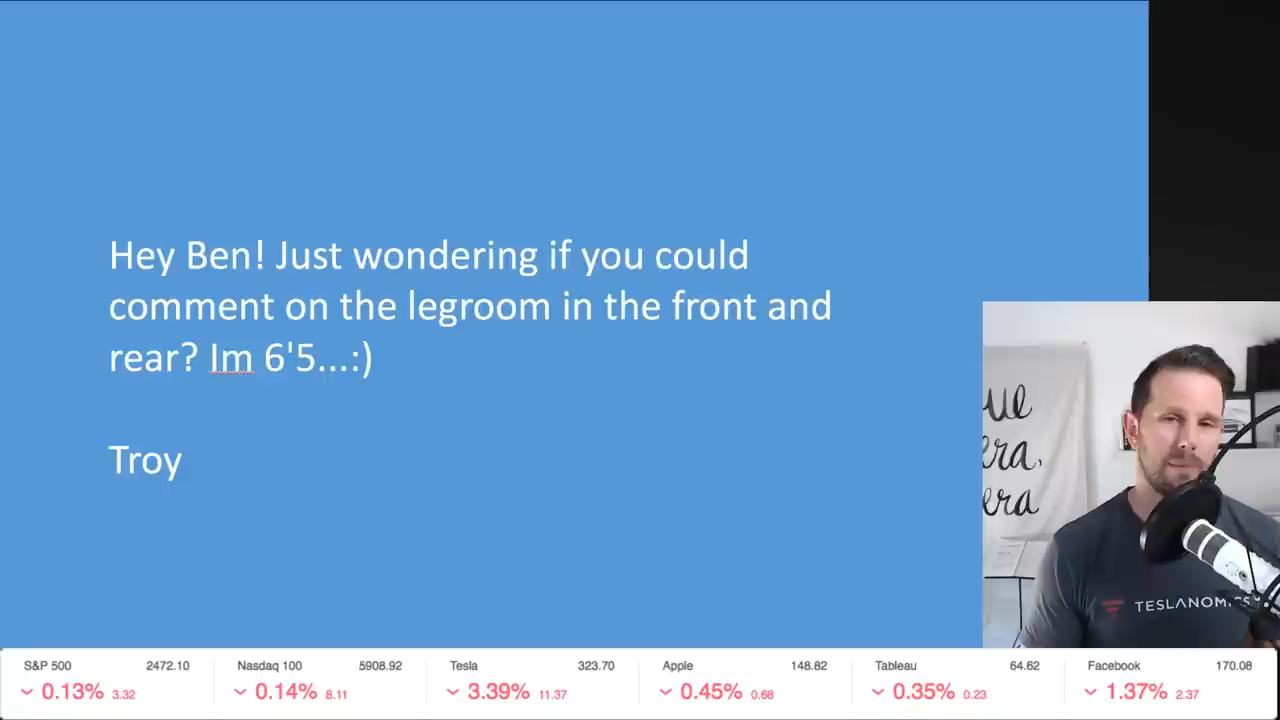 Hey Ben! Just wondering if you could
comment on the legroom in the front and
rear? Im 6'5...:)
Troy
ue
era,
era
TESLANOMICS
S&P 500 2472.10
0.13% 3.32
Nasdaq 100 5908.92
0.14% 8.11
Tesla 323.70
3.39% 11.37
Apple 148.82
0.45% 0.68
Tableau 64.62
0.35% 0.23
Facebook 170.08
1.37% 2.37